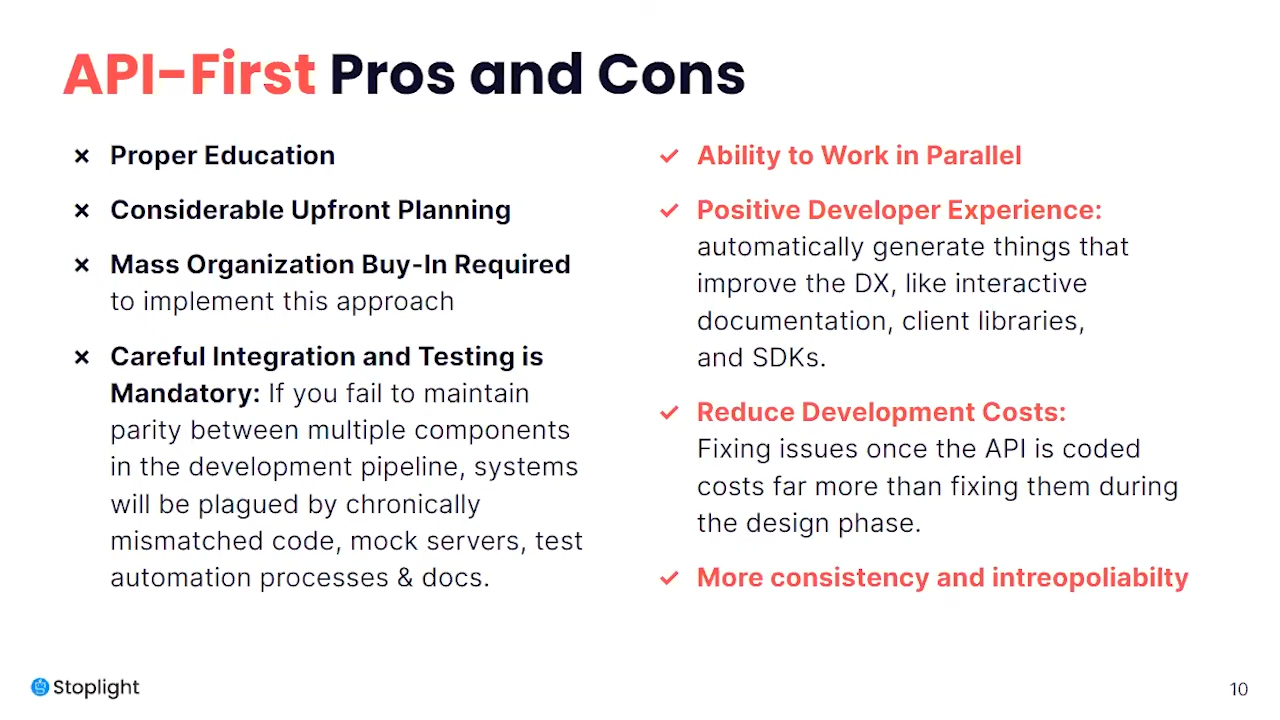 API-First Pros and Cons
× Proper Education
× Considerable Upfront Planning
× Mass Organization Buy-In Required
to implement this approach
× Careful Integration and Testing is
Mandatory: If you fail to maintain
parity between multiple components
in the development pipeline, systems
will be plagued by chronically
mismatched code, mock servers, test
automation processes & docs.
✓ Ability to Work in Parallel
✓ Positive Developer Experience:
automatically generate things that
improve the DX, like interactive
documentation, client libraries,
and SDKs.
✓ Reduce Development Costs:
Fixing issues once the API is coded
costs far more than fixing them during
the design phase.
✓ More consistency and intreopoliabilty
Stoplight
10